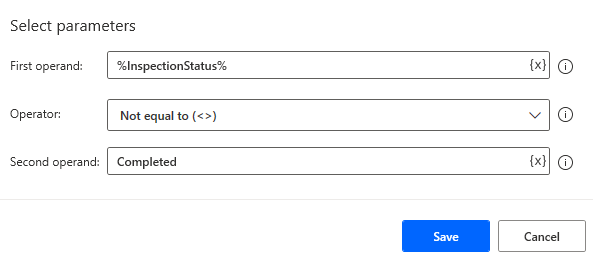 Select parameters
First operand: %InspectionStatus% {x}
Operator: Not equal to (<>)
Second operand: Completed {x}
Save Cancel